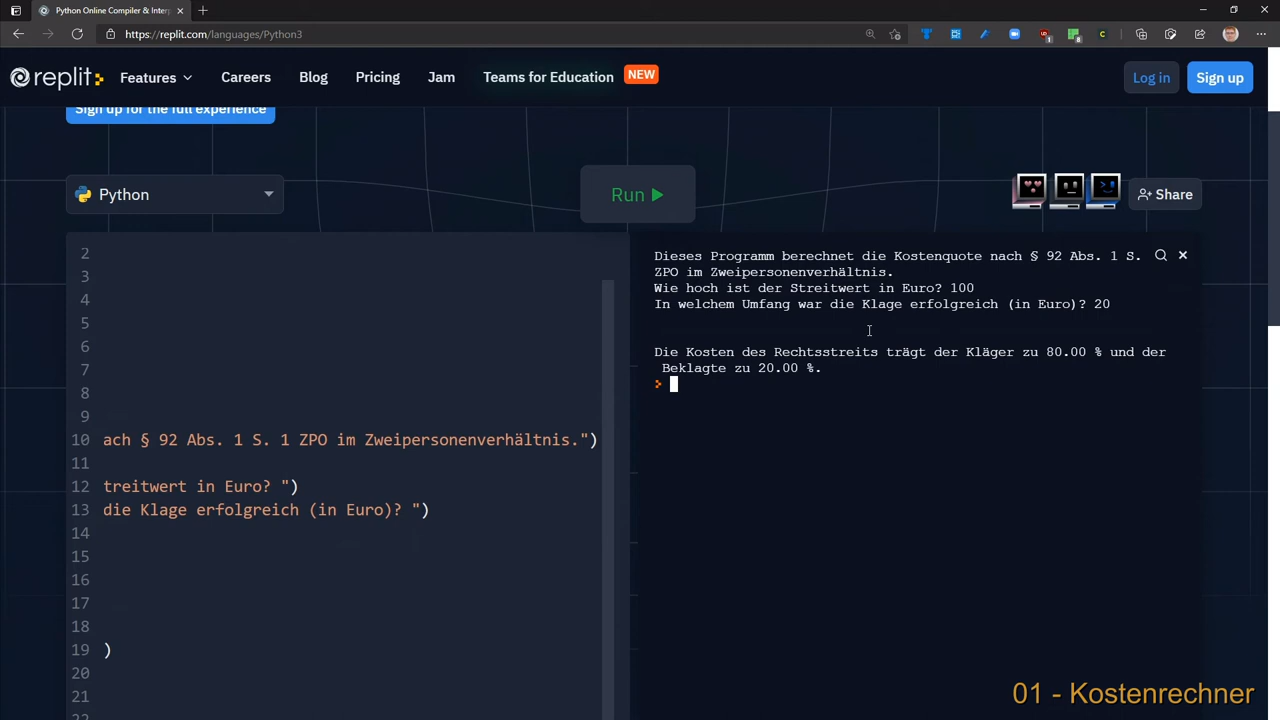 Python Online Compiler & Interp
https://replit.com/languages/Python3
replit
Features
Careers
Blog
Pricing
Jam
Teams for Education
NEW
Log in
Sign up
Sign up for the full experience
Python
Run
Share
2
3
4
5
6
7
8
9
10 ach § 92 Abs. 1 S. 1 ZPO im Zweipersonenverhältnis.")
11
12 treitwert in Euro? ")
13 die Klage erfolgreich (in Euro)? ")
14
15
16
17
18
19 )
20
21
22
Dieses Programm berechnet die Kostenquote nach § 92 Abs. 1 S.
ZPO im Zweipersonenverhältnis.
Wie hoch ist der Streitwert in Euro? 100
In welchem Umfang war die Klage erfolgreich (in Euro)? 20
Die Kosten des Rechtsstreits trägt der Kläger zu 80.00 % und der
Beklagte zu 20.00 %.
>
01 - Kostenrechner